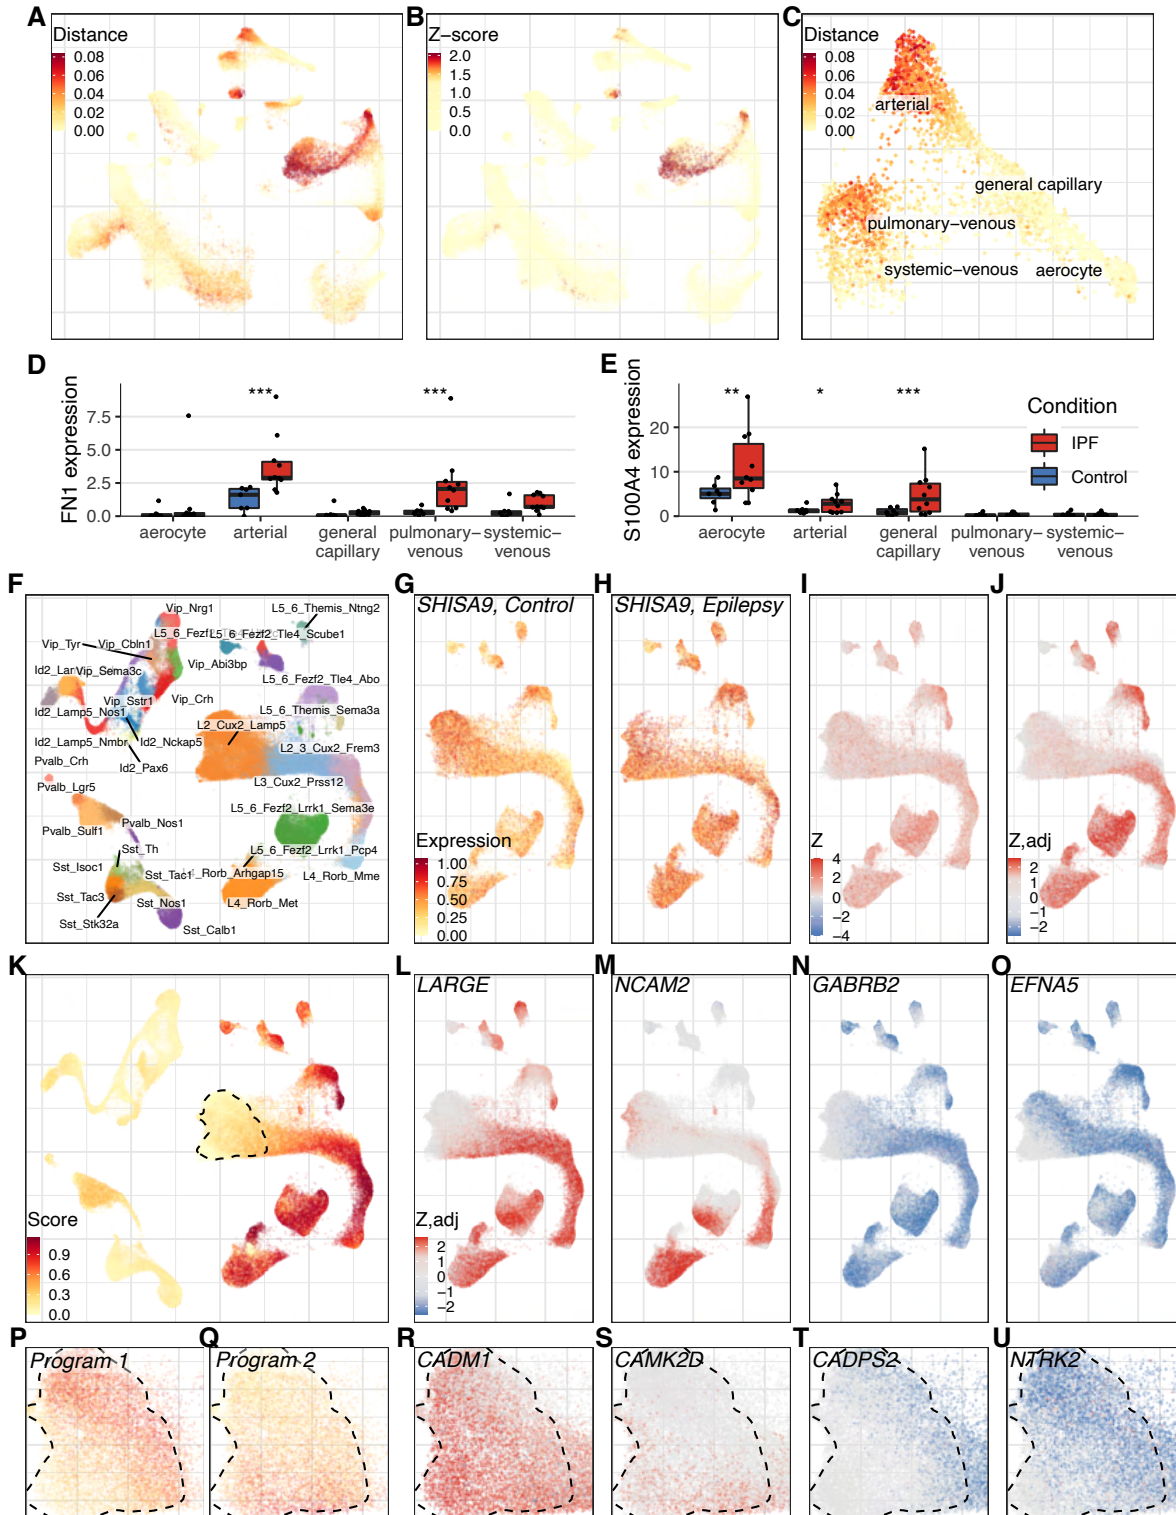 A
Distance
0.08
0.06
0.04
0.02
0.00
B
Z−score
2.0
1.5
1.0
0.5
0.0
C
Distance
0.08
0.06
0.04
0.02
0.00
arterial
general capillary
pulmonary−venous
systemic−venous
aerocyte
D
FN1 expression
7.5
5.0
2.5
0.0
***
***
aerocyte
arterial
general
capillary
pulmonary−
venous
systemic−
venous
E
S100A4 expression
20
10
0
**
*
***
aerocyte
arterial
general
capillary
pulmonary−
venous
systemic−
venous
Condition
IPF
Control
F
Vip_Nrg1
L5_6_Themis_Ntng2
L5_6_Fezf2_Tle4_Scube1
Vip_Tyr
Vip_Cbln1
Vip_Abi3bp
Vip_Sema3c
L5_6_Fezf2_Tle4_Abo
Vip_Sstr1
Vip_Crh
Id2_Lamp5_Nos1
L5_6_Themis_Sema3a
L2_Cux2_Lamp5
Id2_Lamp5_Nmbr
Id2_Nckap5
L2_3_Cux2_Frem3
Pvalb_Crh
Id2_Pax6
L3_Cux2_Prss12
Pvalb_Lgr5
L5_6_Fezf2_Lrrk1_Sema3e
Pvalb_Sulf1
Pvalb_Nos1
Sst_Th
L5_6_Fezf2_Lrrk1_Pcp4
Sst_Isoc1
Sst_Tac1
_Rorb_Arhgap15
L4_Rorb_Mme
Sst_Tac3
Sst_Nos1
L4_Rorb_Met
Sst_Stk32a
Sst_Calb1
G
SHISA9, Control
Expression
1.00
0.75
0.50
0.25
0.00
H
SHISA9, Epilepsy
I
Z
4
2
0
−2
−4
J
Z,adj
2
1
0
−1
−2
K
Score
0.9
0.6
0.3
0.0
L
LARGE
Z,adj
2
1
0
−1
−2
M
NCAM2
N
GABRB2
O
EFNA5
P
Program 1
Q
Program 2
R
CADM1
S
CAMK2D
T
CADPS2
U
NTRK2